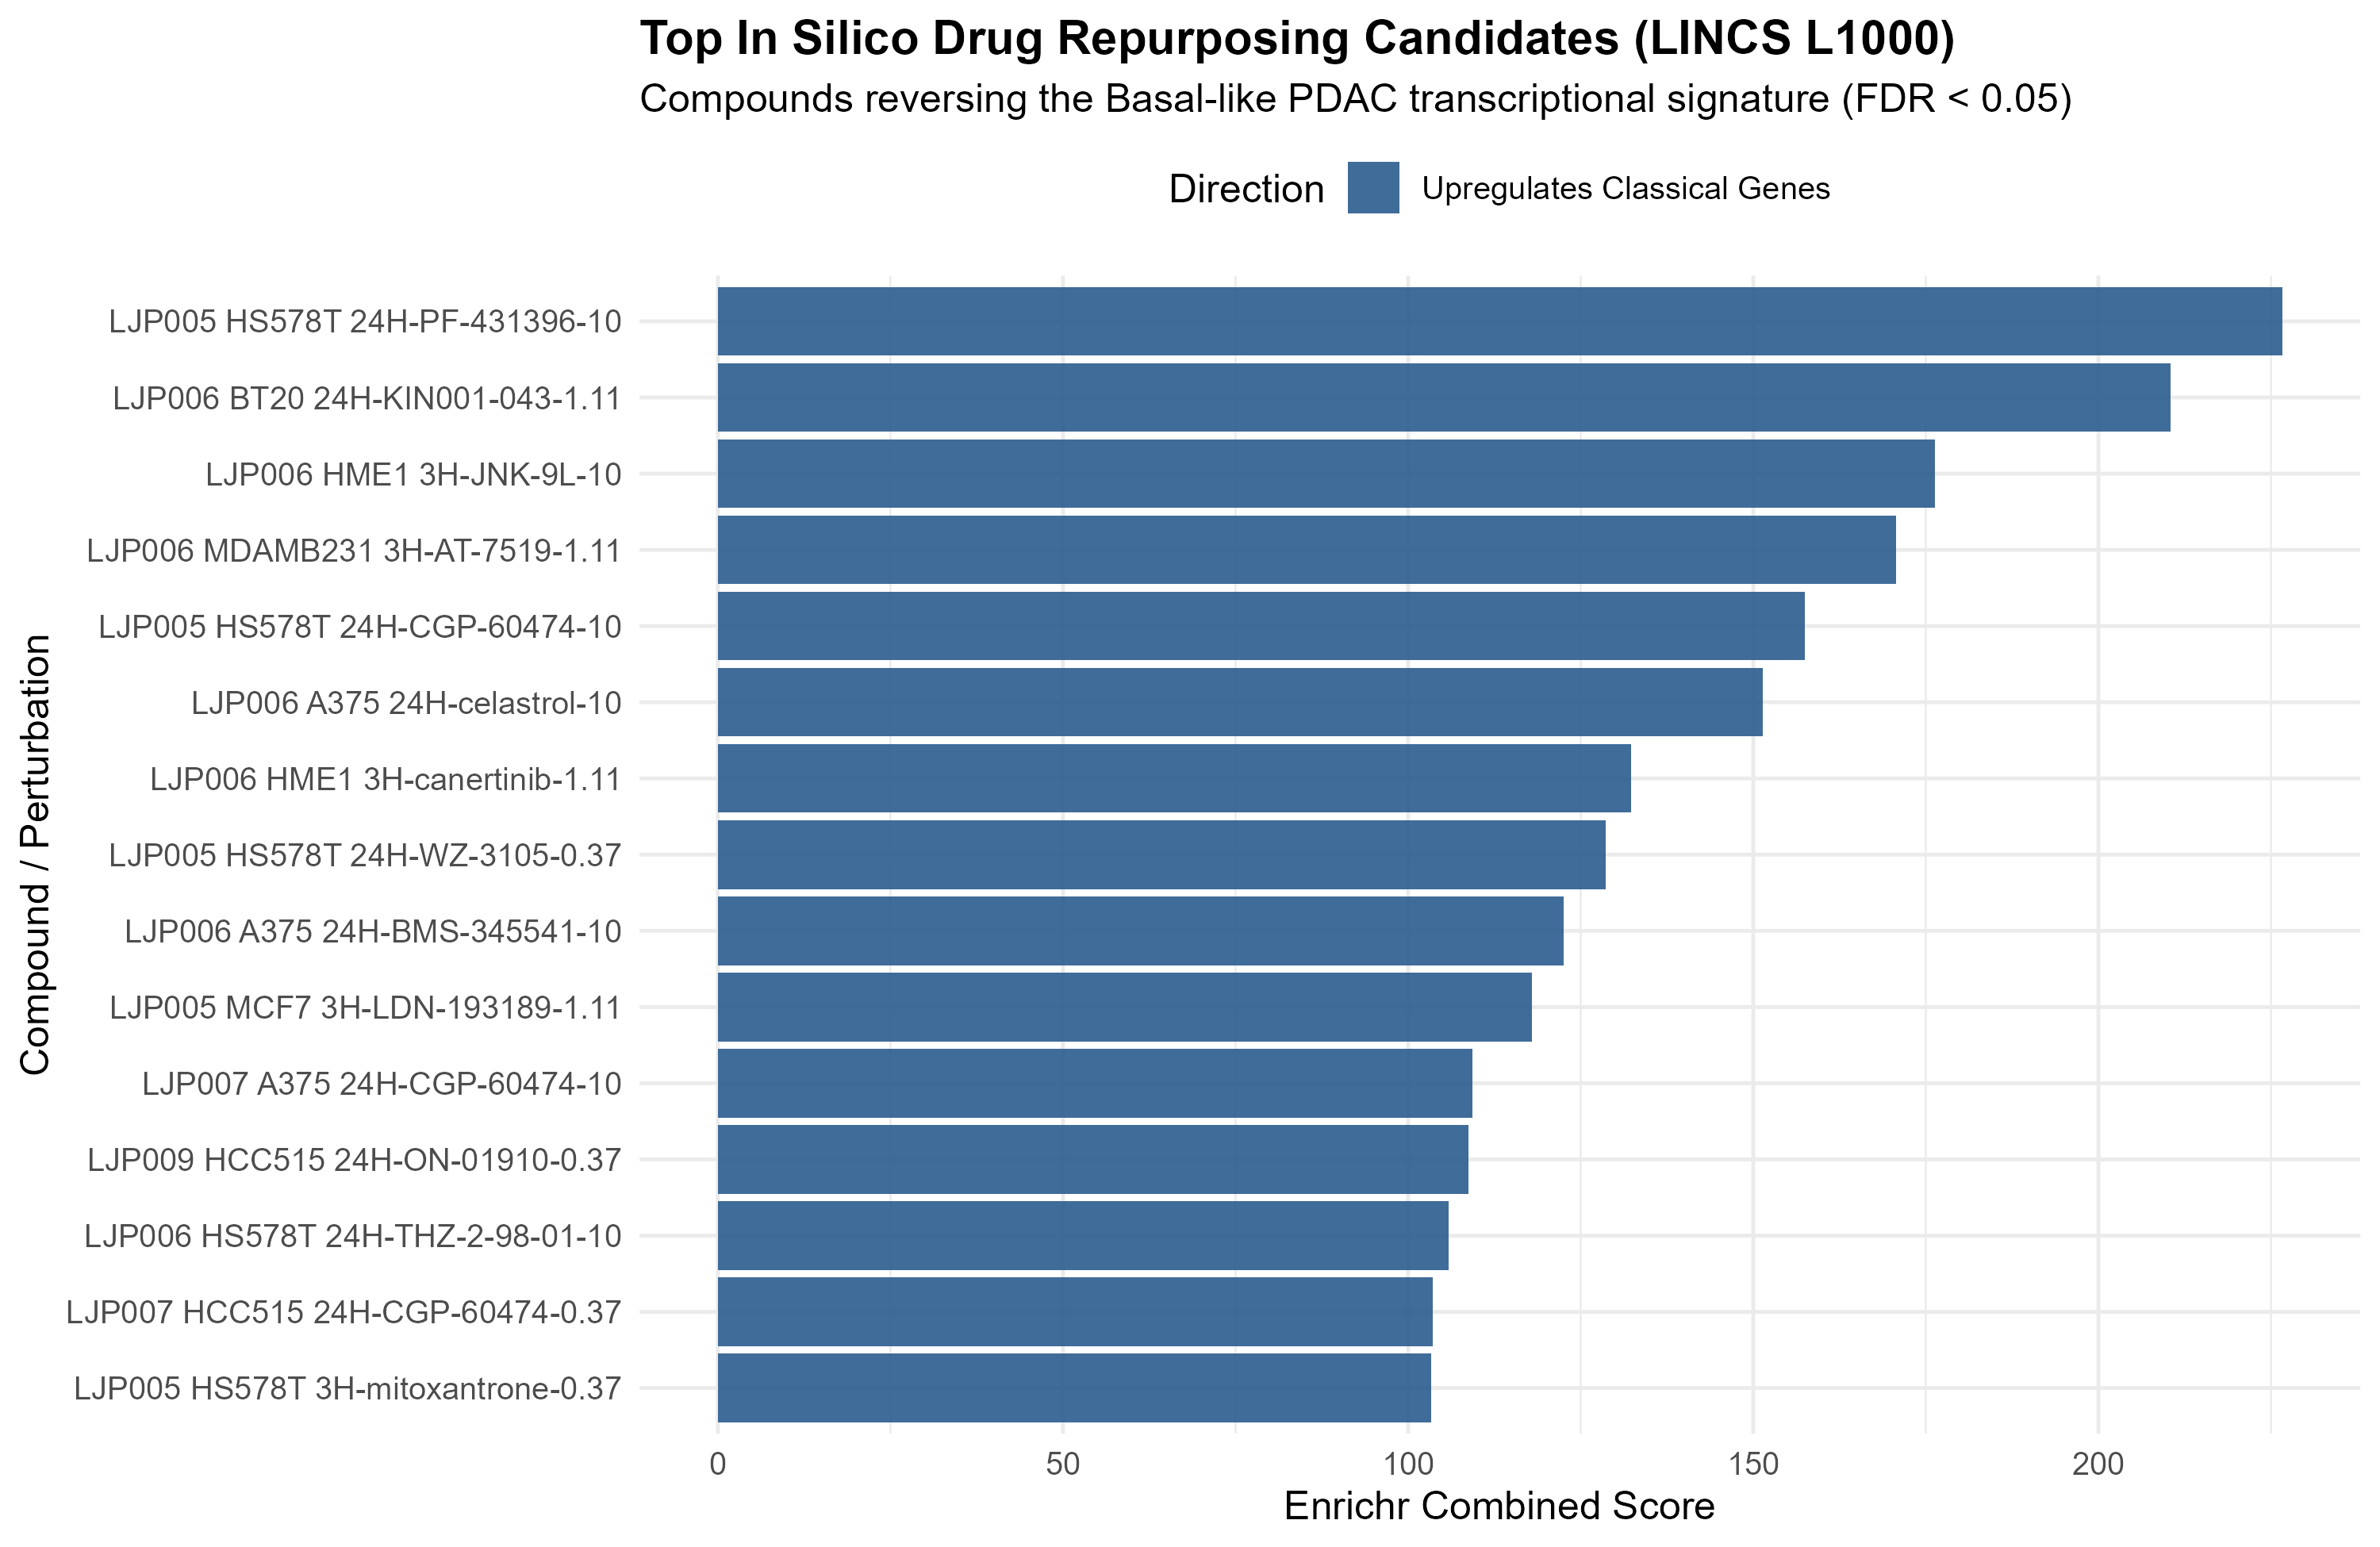 Top In Silico Drug Repurposing Candidates (LINCS L1000)
Compounds reversing the Basal-like PDAC transcriptional signature (FDR < 0.05)
Direction
Upregulates Classical Genes
Compound / Perturbation
LJP005 HS578T 24H-PF-431396-10
LJP006 BT20 24H-KIN001-043-1.11
LJP006 HME1 3H-JNK-9L-10
LJP006 MDAMB231 3H-AT-7519-1.11
LJP005 HS578T 24H-CGP-60474-10
LJP006 A375 24H-celastrol-10
LJP006 HME1 3H-canertinib-1.11
LJP005 HS578T 24H-WZ-3105-0.37
LJP006 A375 24H-BMS-345541-10
LJP005 MCF7 3H-LDN-193189-1.11
LJP007 A375 24H-CGP-60474-10
LJP009 HCC515 24H-ON-01910-0.37
LJP006 HS578T 24H-THZ-2-98-01-10
LJP007 HCC515 24H-CGP-60474-0.37
LJP005 HS578T 3H-mitoxantrone-0.37
0 50 100 150 200
Enrichr Combined Score